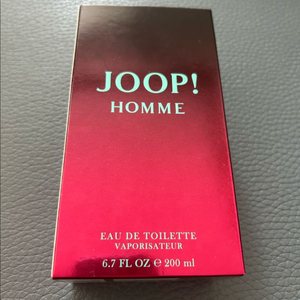 JOOP!
HOMME
EAU DE TOILETTE
VAPORISATEUR
6.7 FL OZ ℮ 200 ml